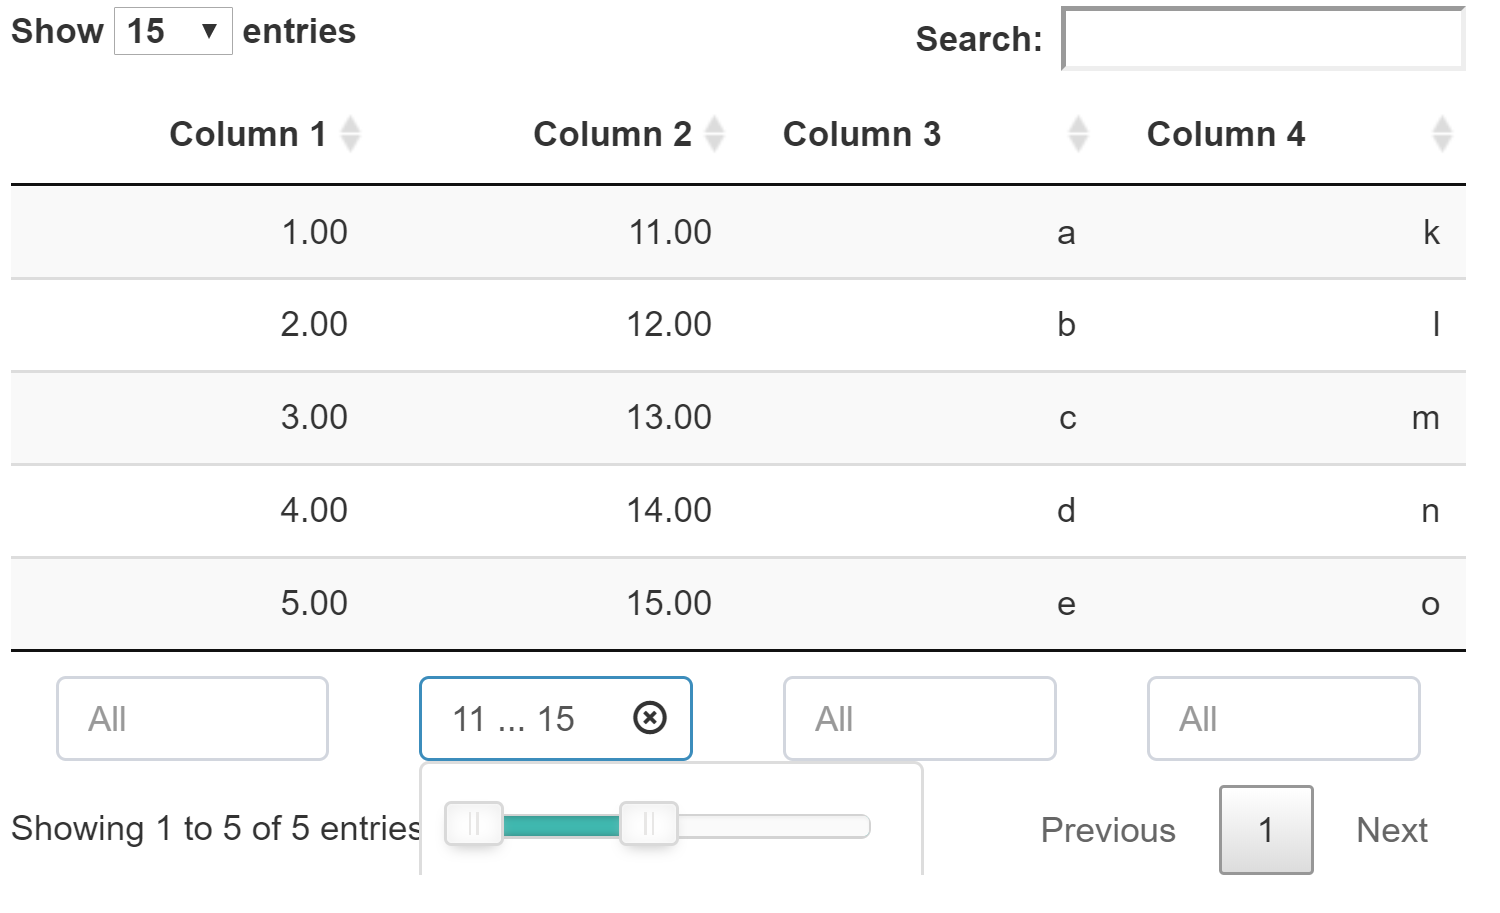 Show 15 entries
Search:
Column 1 Column 2 Column 3 Column 4
1.00 11.00 a k
2.00 12.00 b l
3.00 13.00 c m
4.00 14.00 d n
5.00 15.00 e o
All 11 ... 15 All All
Showing 1 to 5 of 5 entries
Previous 1 Next